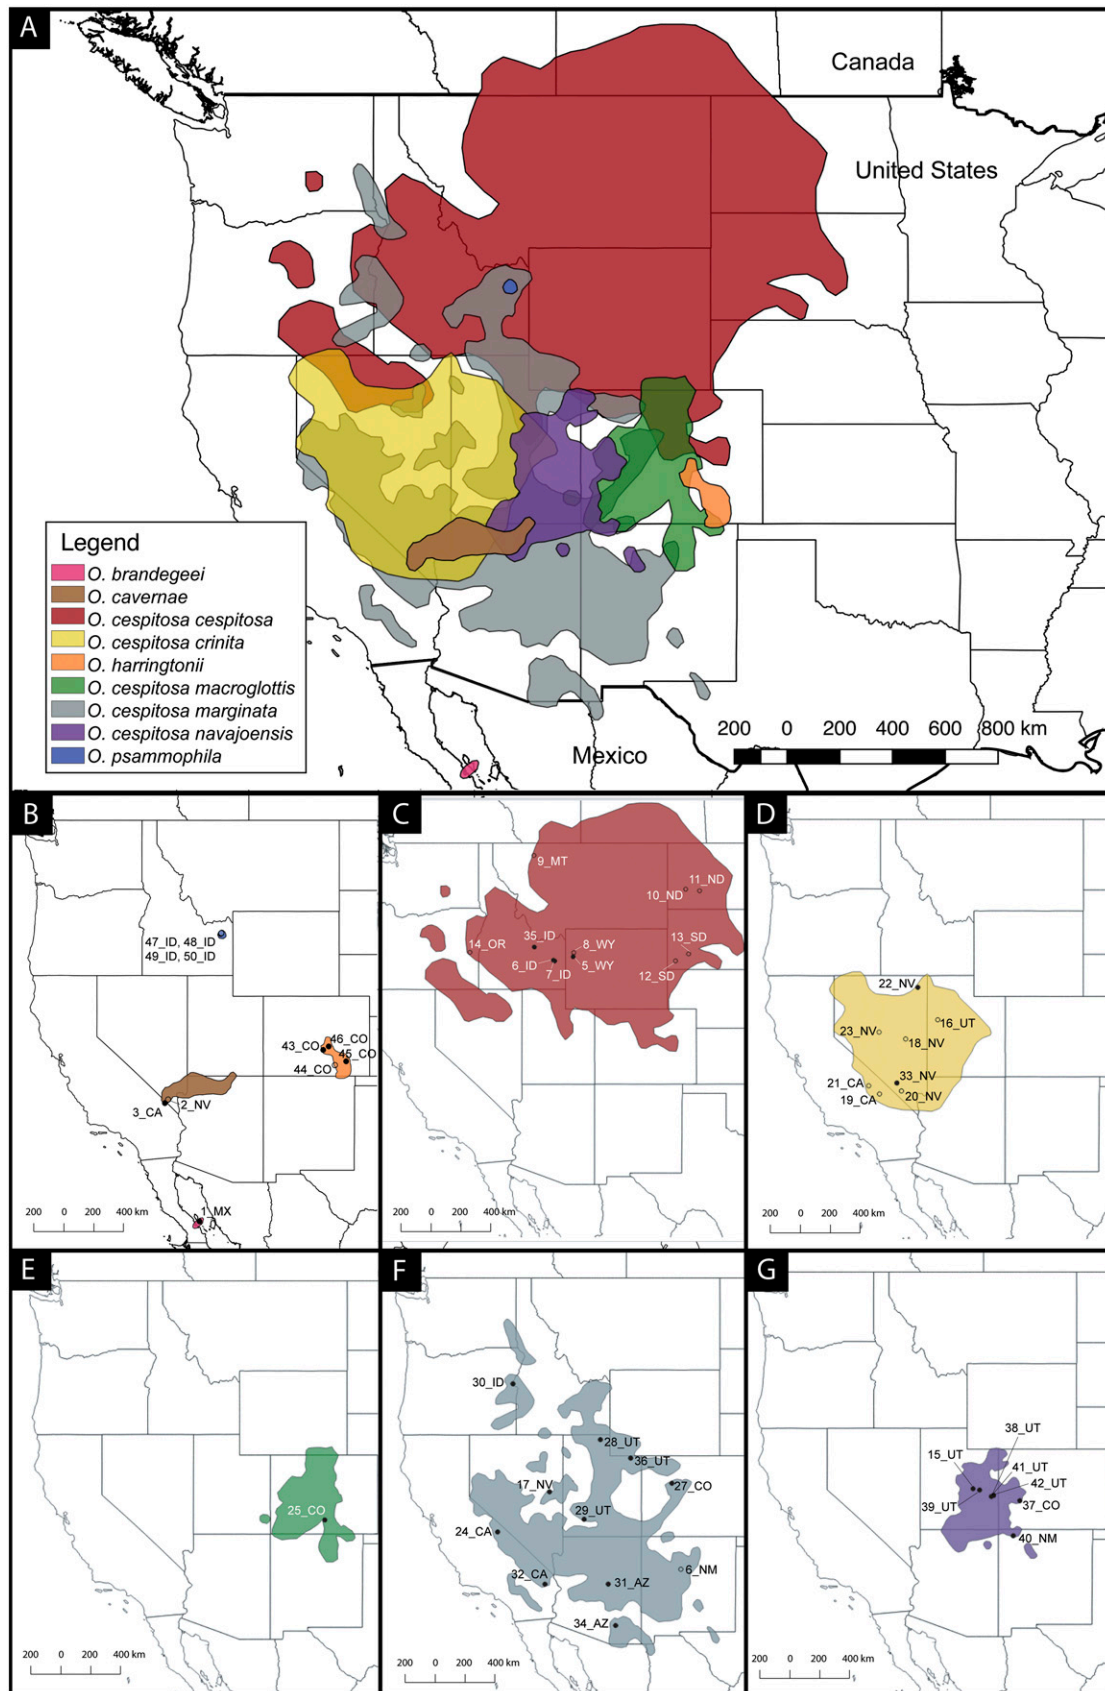 A
Canada
United States
Legend
O. brandegeei
O. cavernae
O. cespitosa cespitosa
O. cespitosa crinita
O. harringtonii
O. cespitosa macroglottis
O. cespitosa marginata
O. cespitosa navajoensis
O. psammophila
Mexico
200 0 200 400 600 800 km
B
47_ID, 48_ID
49_ID, 50_ID
43_CO
46_CO
45_CO
44_CO
3_CA
2_NV
1_MX
200 0 200 400 km
C
9_MT
11_ND
10_ND
14_OR
35_ID
8_WY
13_SD
6_ID
5_WY
7_ID
12_SD
200 0 200 400 km
D
22_NV
16_UT
23_NV
18_NV
33_NV
21_CA
20_NV
19_CA
200 0 200 400 km
E
25_CO
200 0 200 400 km
F
30_ID
28_UT
36_UT
17_NV
27_CO
29_UT
24_CA
6_NM
32_CA
31_AZ
34_AZ
200 0 200 400 km
G
38_UT
15_UT
41_UT
42_UT
39_UT
37_CO
40_NM
200 0 200 400 km